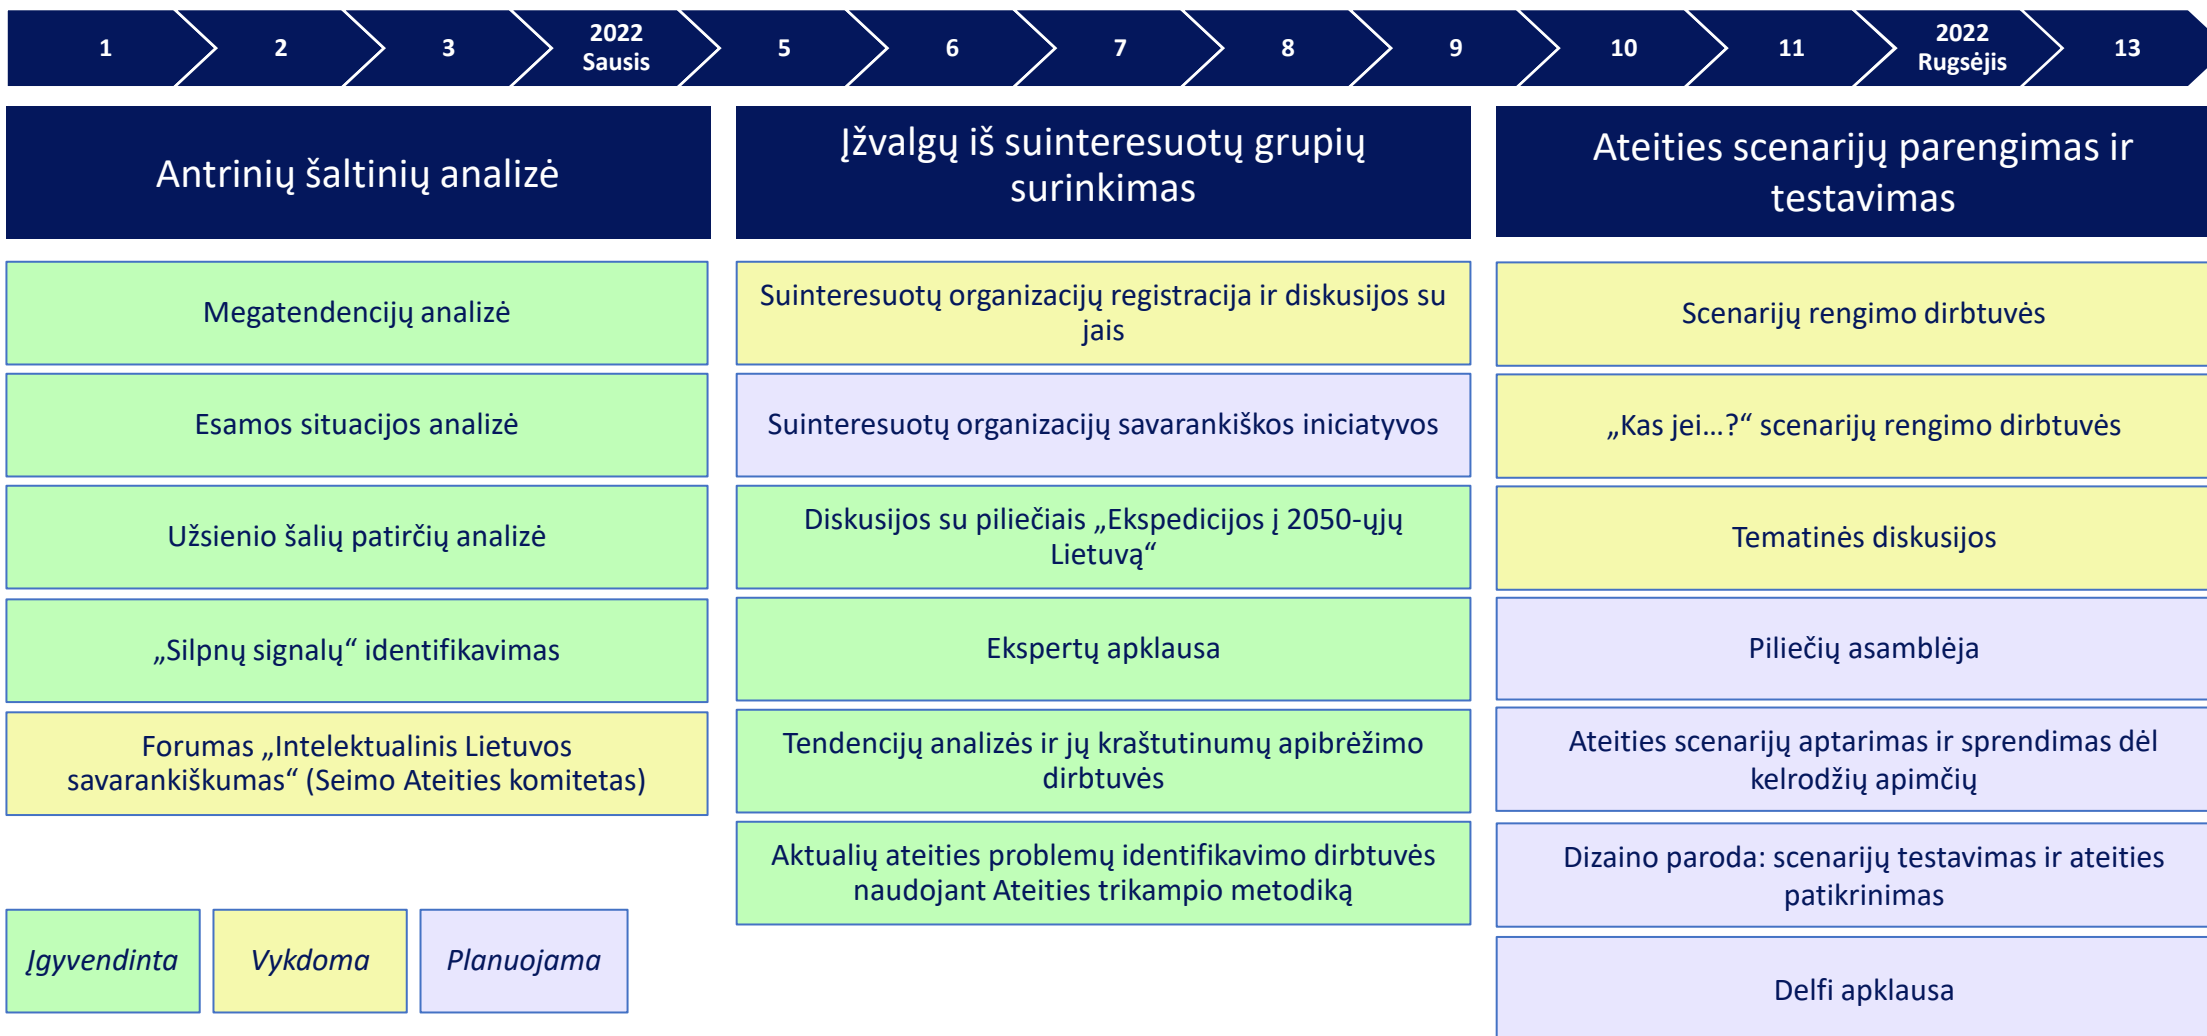 1
2
3
2022
Sausis
5
6
7
8
9
10
11
2022
Rugsėjis
13
Antrinių šaltinių analizė
Megatendencijų analizė
Esamos situacijos analizė
Užsienio šalių patirčių analizė
„Silpnų signalų“ identifikavimas
Forumas „Intelektualinis Lietuvos
savarankiškumas“ (Seimo Ateities komitetas)
Įžvalgų iš suinteresuotų grupių
surinkimas
Suinteresuotų organizacijų registracija ir diskusijos su
jais
Suinteresuotų organizacijų savarankiškos iniciatyvos
Diskusijos su piliečiais „Ekspedicijos į 2050-ųjų
Lietuvą“
Ekspertų apklausa
Tendencijų analizės ir jų kraštutinumų apibrėžimo
dirbtuvės
Aktualių ateities problemų identifikavimo dirbtuvės
naudojant Ateities trikampio metodiką
Ateities scenarijų parengimas ir
testavimas
Scenarijų rengimo dirbtuvės
„Kas jei...?“ scenarijų rengimo dirbtuvės
Tematinės diskusijos
Piliečių asamblėja
Ateities scenarijų aptarimas ir sprendimas dėl
kelrodžių apimčių
Dizaino paroda: scenarijų testavimas ir ateities
patikrinimas
Delfi apklausa
Įgyvendinta
Vykdoma
Planuojama